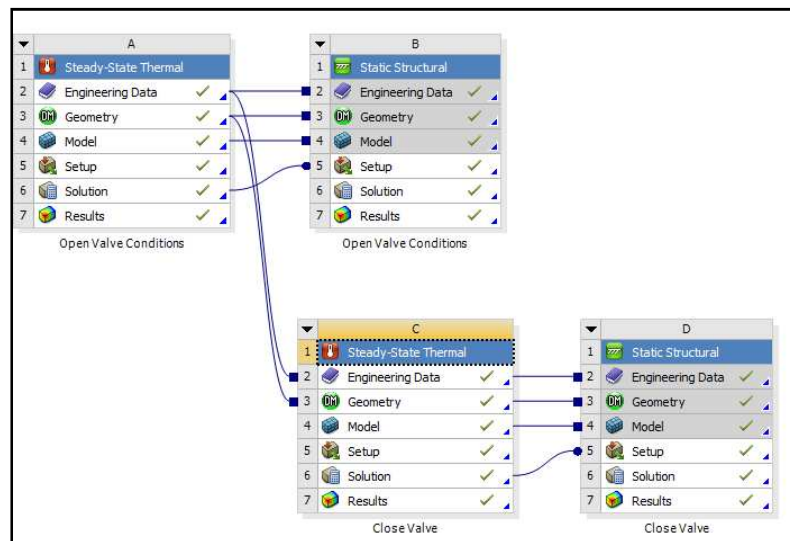 A
1 Steady-State Thermal
2 Engineering Data
3 DM Geometry
4 Model
5 Setup
6 Solution
7 Results
Open Valve Conditions
B
1 Static Structural
2 Engineering Data
3 DM Geometry
4 Model
5 Setup
6 Solution
7 Results
Open Valve Conditions
C
1 Steady-State Thermal
2 Engineering Data
3 DM Geometry
4 Model
5 Setup
6 Solution
7 Results
Close Valve
D
1 Static Structural
2 Engineering Data
3 DM Geometry
4 Model
5 Setup
6 Solution
7 Results
Close Valve